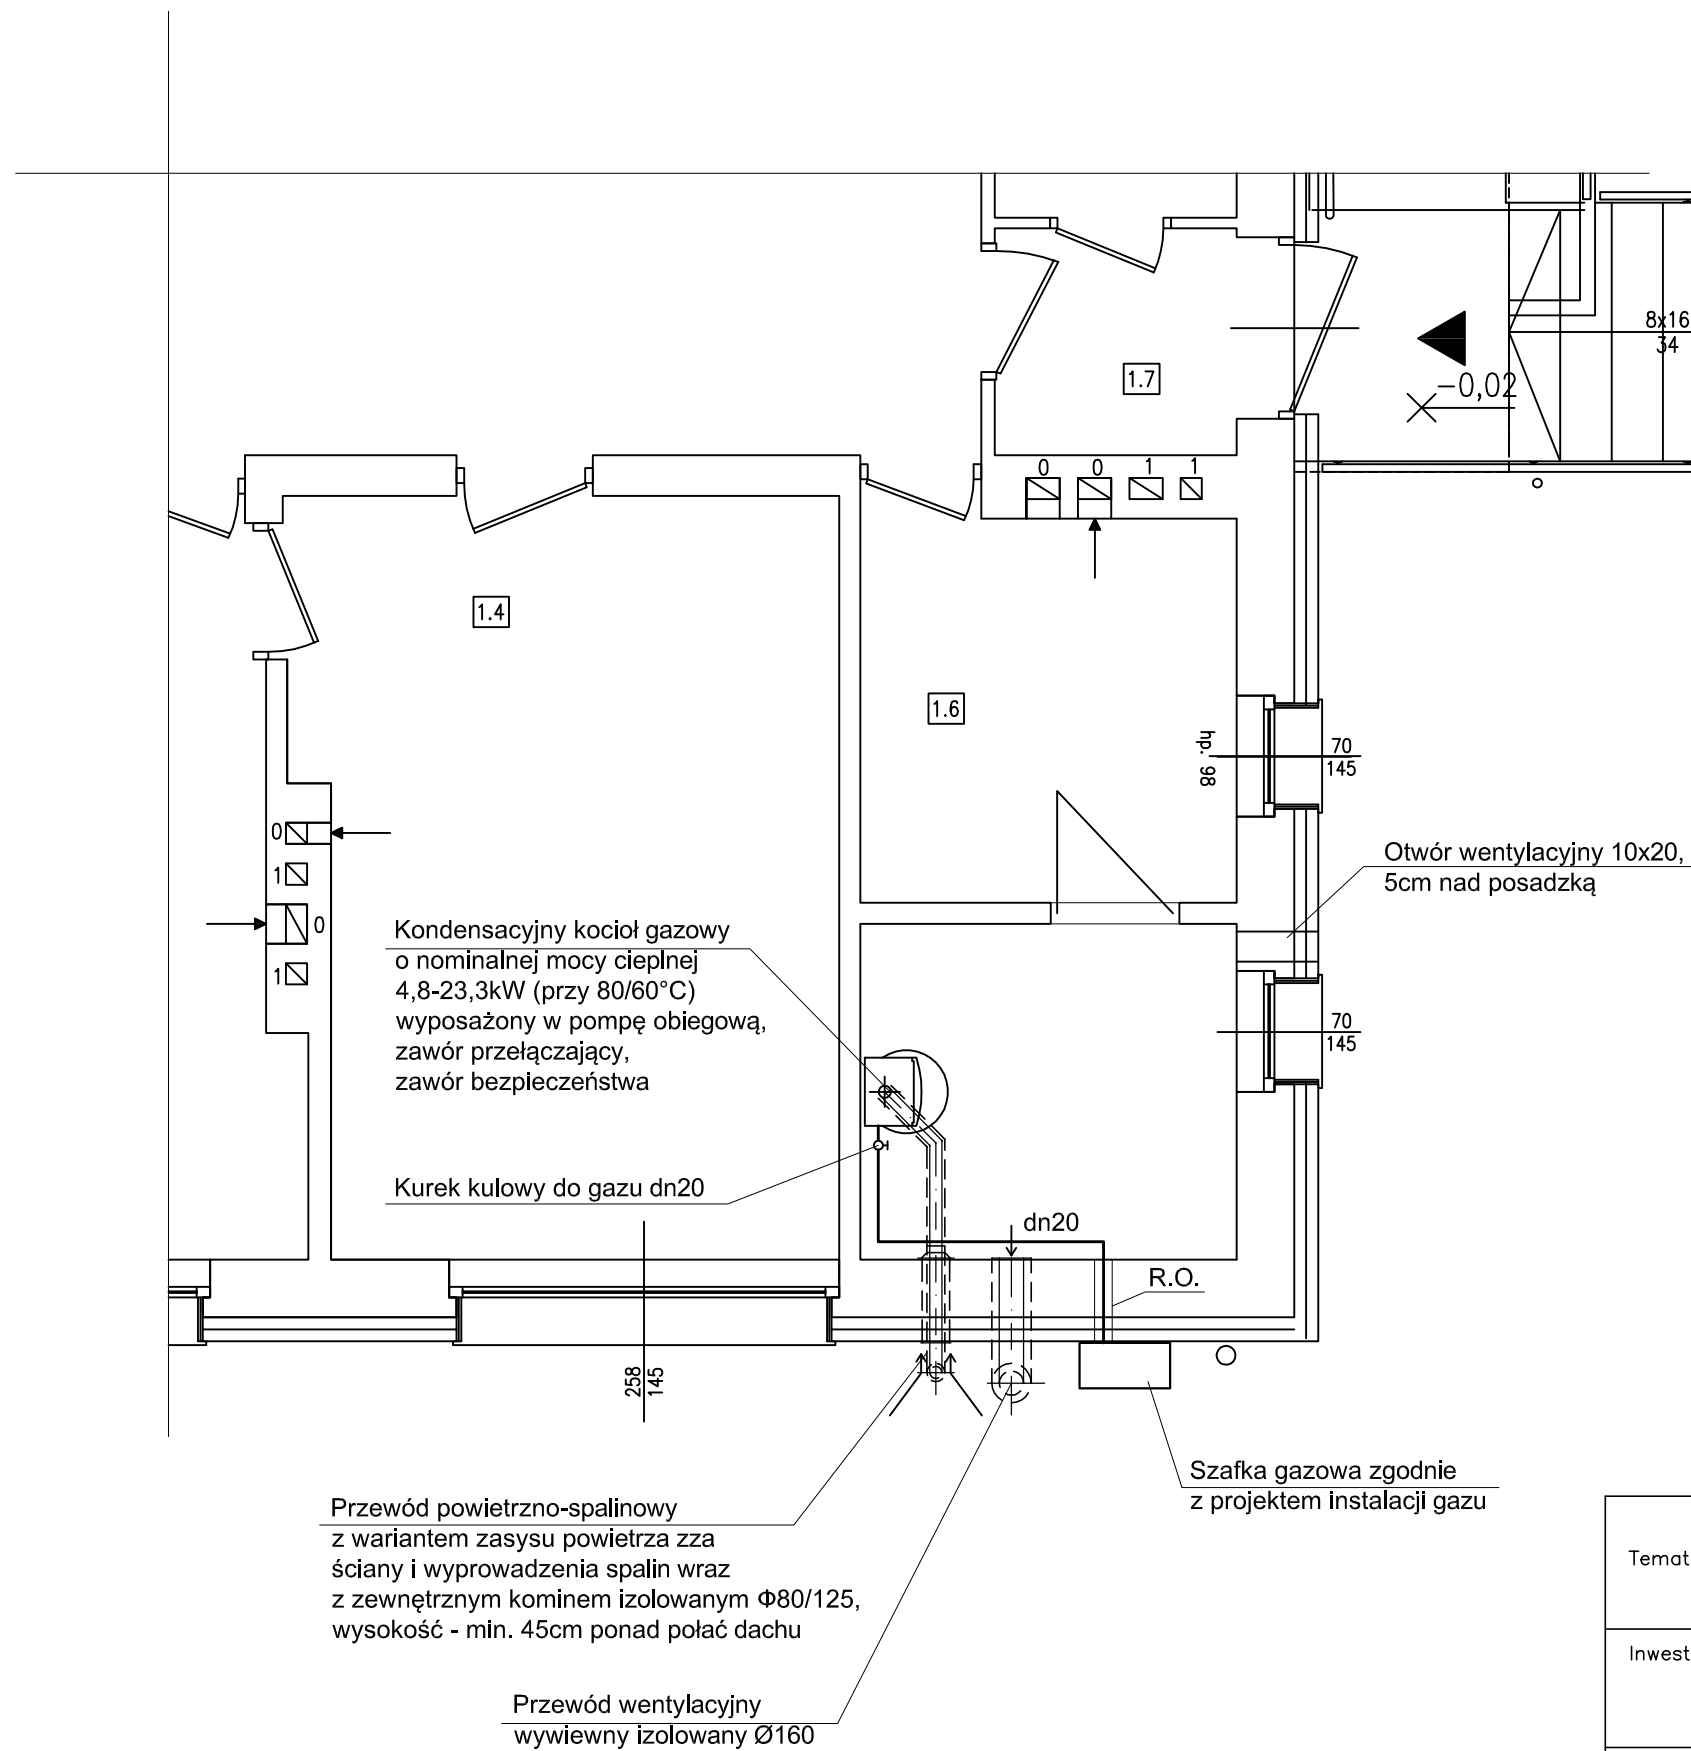 8x16
34
1.7
-0,02
0
0
1
1
1.4
1.6
hp. 98
70
145
0
1
0
1
Otwór wentylacyjny 10x20,
5cm nad posadzką
Kondensacyjny kocioł gazowy
o nominalnej mocy cieplnej
4,8-23,3kW (przy 80/60°C)
wyposażony w pompę obiegową,
zawór przełączający,
zawór bezpieczeństwa
70
145
Kurek kulowy do gazu dn20
dn20
R.O.
258
145
Szafka gazowa zgodnie
z projektem instalacji gazu
Przewód powietrzno-spalinowy
z wariantem zasysu powietrza zza
ściany i wyprowadzenia spalin wraz
z zewnętrznym kominem izolowanym Φ80/125,
wysokość - min. 45cm ponad połać dachu
Temat
Inwest
Przewód wentylacyjny
wywiewny izolowany Ø160